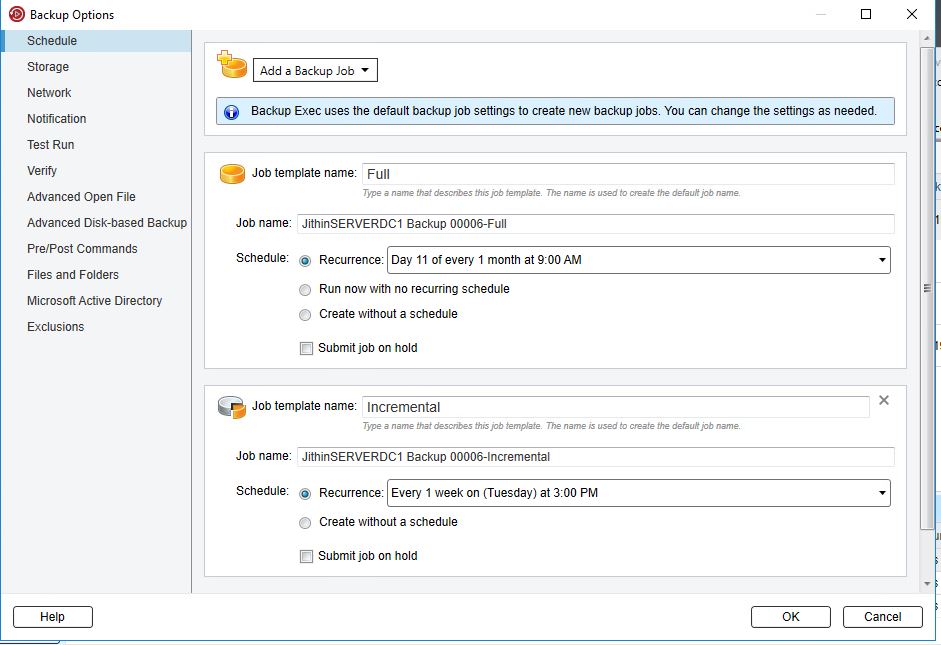 Backup Options
Schedule
Storage
Network
Notification
Test Run
Verify
Advanced Open File
Advanced Disk-based Backup
Pre/Post Commands
Files and Folders
Microsoft Active Directory
Exclusions
Add a Backup Job
Backup Exec uses the default backup job settings to create new backup jobs. You can change the settings as needed.
Job template name: Full
Type a name that describes this job template. The name is used to create the default job name.
Job name: JithinSERVERDC1 Backup 00006-Full
Schedule: Recurrence: Day 11 of every 1 month at 9:00 AM
Run now with no recurring schedule
Create without a schedule
Submit job on hold
Job template name: Incremental
Type a name that describes this job template. The name is used to create the default job name.
Job name: JithinSERVERDC1 Backup 00006-Incremental
Schedule: Recurrence: Every 1 week on (Tuesday) at 3:00 PM
Create without a schedule
Submit job on hold
Help
OK
Cancel